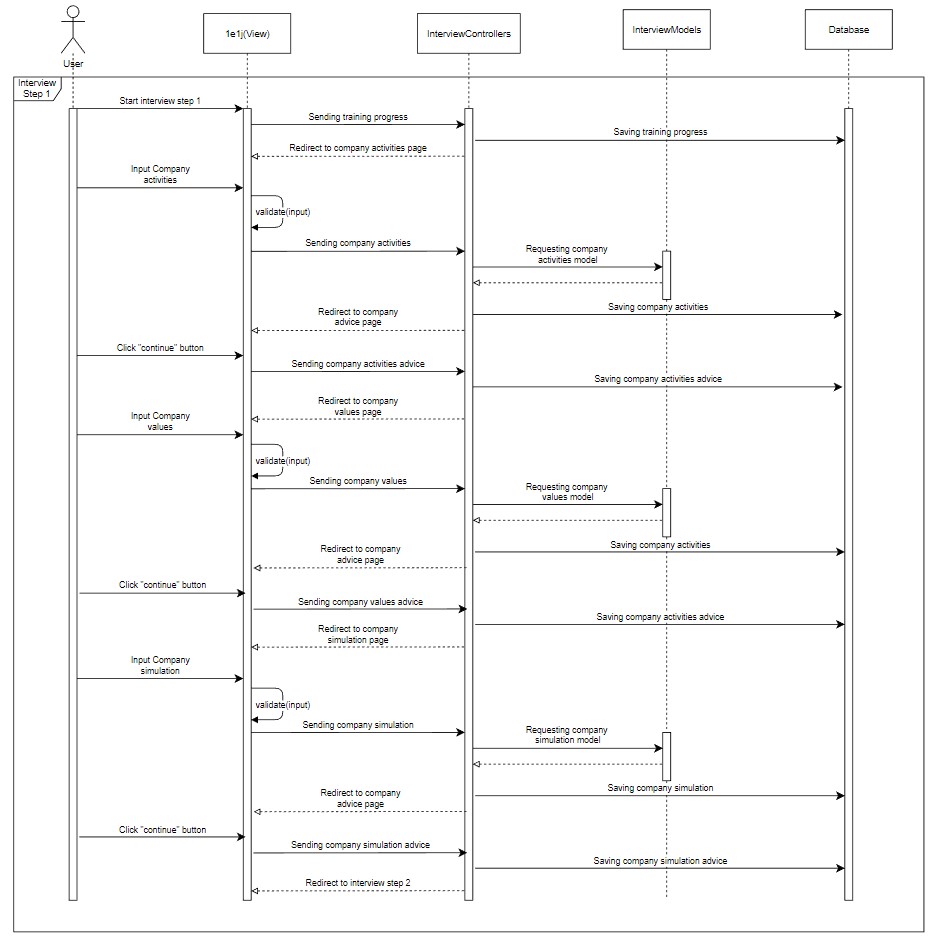 User
1e1j(View)
InterviewControllers
InterviewModels
Database
Interview
Step 1
Start interview step 1
Sending training progress
Saving training progress
Redirect to company activities page
Input Company
activities
validate(input)
Sending company activities
Requesting company
activities model
Saving company activities
Redirect to company
advice page
Click "continue" button
Sending company activities advice
Saving company activities advice
Redirect to company
values page
Input Company
values
validate(input)
Sending company values
Requesting company
values model
Saving company activities
Redirect to company
advice page
Click "continue" button
Sending company values advice
Saving company activities advice
Redirect to company
simulation page
Input Company
simulation
validate(input)
Sending company simulation
Requesting company
simulation model
Saving company simulation
Redirect to company
advice page
Click "continue" button
Sending company simulation advice
Saving company simulation advice
Redirect to interview step 2